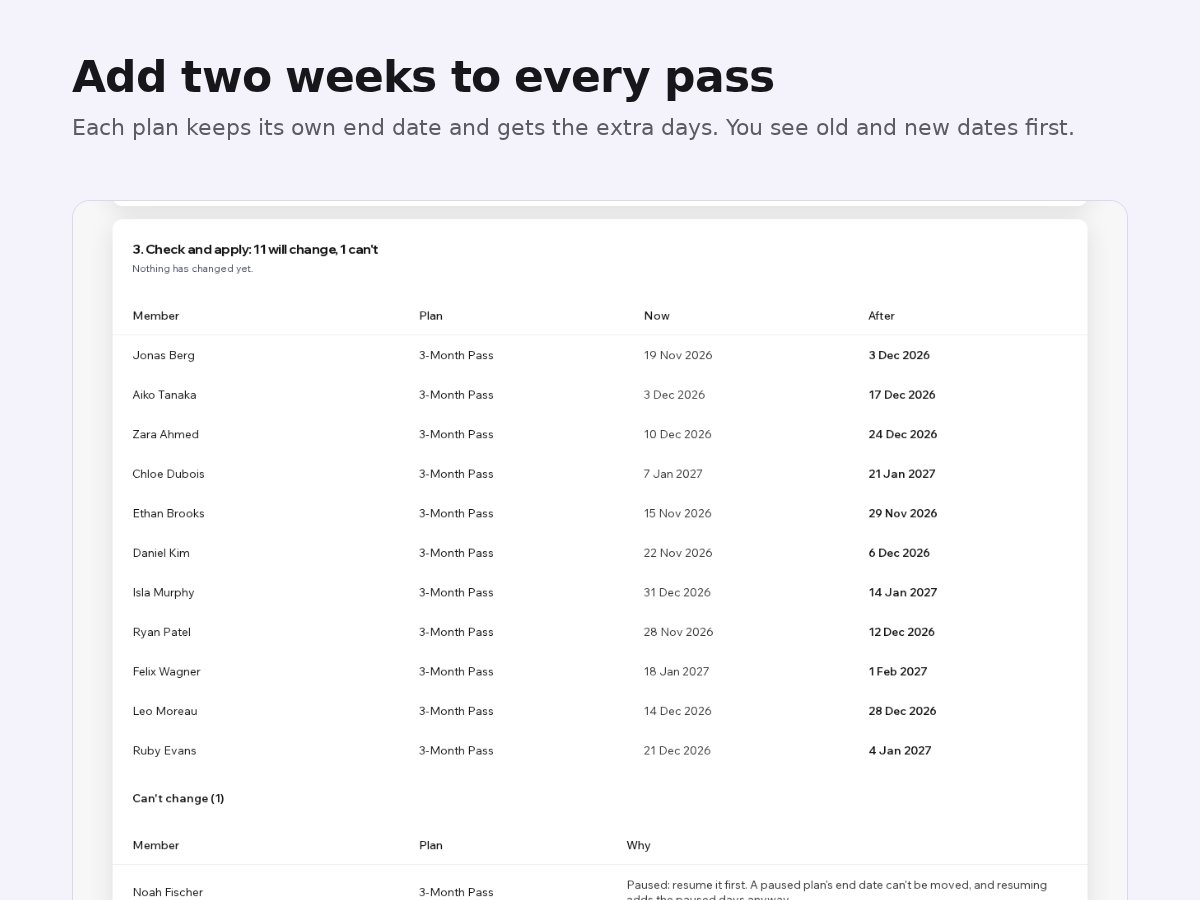 Add two weeks to every pass
Each plan keeps its own end date and gets the extra days. You see old and new dates first.
3. Check and apply: 11 will change, 1 can't
Nothing has changed yet.
Member Plan Now After
Jonas Berg 3-Month Pass 19 Nov 2026 3 Dec 2026
Aiko Tanaka 3-Month Pass 3 Dec 2026 17 Dec 2026
Zara Ahmed 3-Month Pass 10 Dec 2026 24 Dec 2026
Chloe Dubois 3-Month Pass 7 Jan 2027 21 Jan 2027
Ethan Brooks 3-Month Pass 15 Nov 2026 29 Nov 2026
Daniel Kim 3-Month Pass 22 Nov 2026 6 Dec 2026
Isla Murphy 3-Month Pass 31 Dec 2026 14 Jan 2027
Ryan Patel 3-Month Pass 28 Nov 2026 12 Dec 2026
Felix Wagner 3-Month Pass 18 Jan 2027 1 Feb 2027
Leo Moreau 3-Month Pass 14 Dec 2026 28 Dec 2026
Ruby Evans 3-Month Pass 21 Dec 2026 4 Jan 2027
Can't change (1)
Member Plan Why
Noah Fischer 3-Month Pass Paused: resume it first. A paused plan's end date can't be moved, and resuming
adds the paused days anyway.